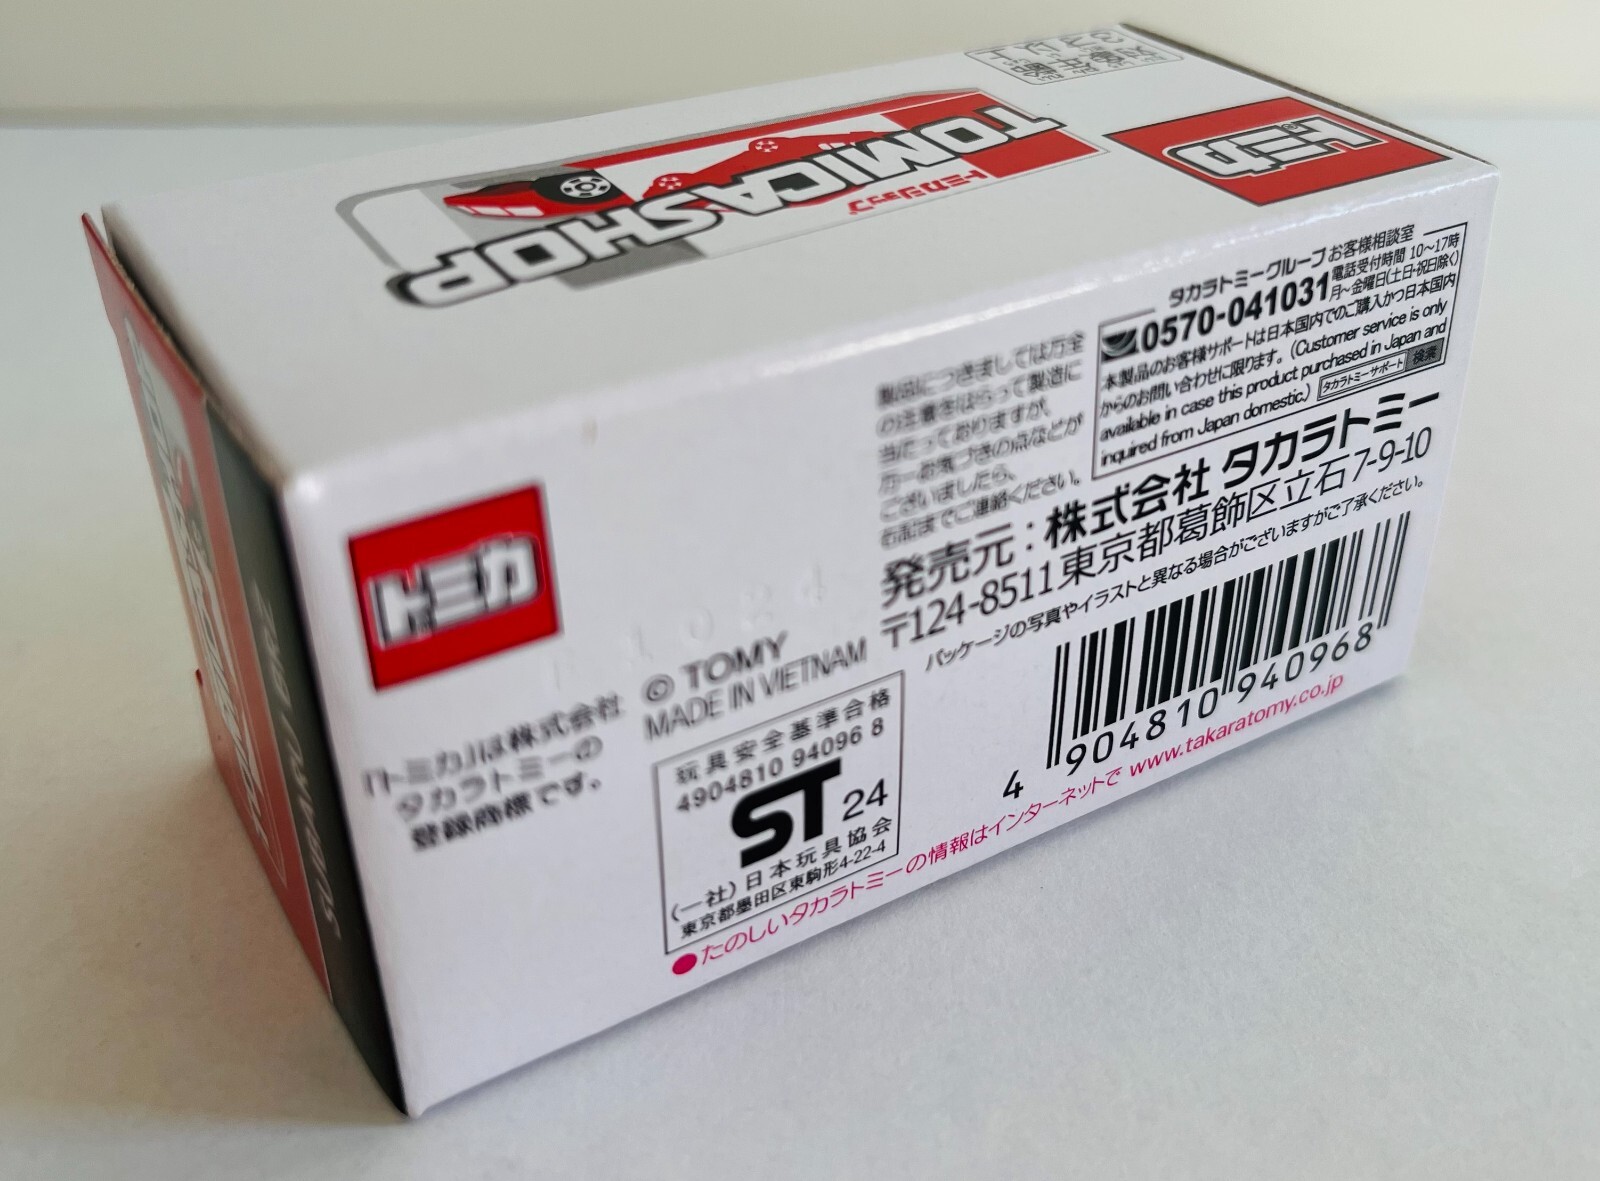 対象年齢
3才以上
トミカ®
TOMICA SHOP
トミカショップ
SUBARU BRZ
トミカ
「トミカ」は株式会社
タカラトミーの
登録商標です。
© TOMY
MADE IN VIETNAM
玩具安全基準合格
4904810 94096 8
ST 24
(一社)日本玩具協会
東京都墨田区東駒形4-22-4
製品につきましては万全
の注意をはらって製造に
当たって居りますが、
万一お気づきの点などが
ございましたら、
右記までご連絡ください。
タカラトミーグループお客様相談室
0570-041031
電話受付時間 10〜17時
月〜金曜日(土日・祝日除く)
本製品のお客様サポートは日本国内でのご購入かつ日本国内
からのお問い合わせに限ります。(Customer service is only
available in case this product purchased in Japan and
inquired from Japan domestic.)
タカラトミーサポート 検索
発売元：株式会社 タカラトミー
〒124-8511東京都葛飾区立石7-9-10
パッケージの写真やイラストと異なる場合がございますがご了承ください。
4 904810 940968
●たのしいタカラトミーの情報はインターネットで www.takaratomy.co.jp